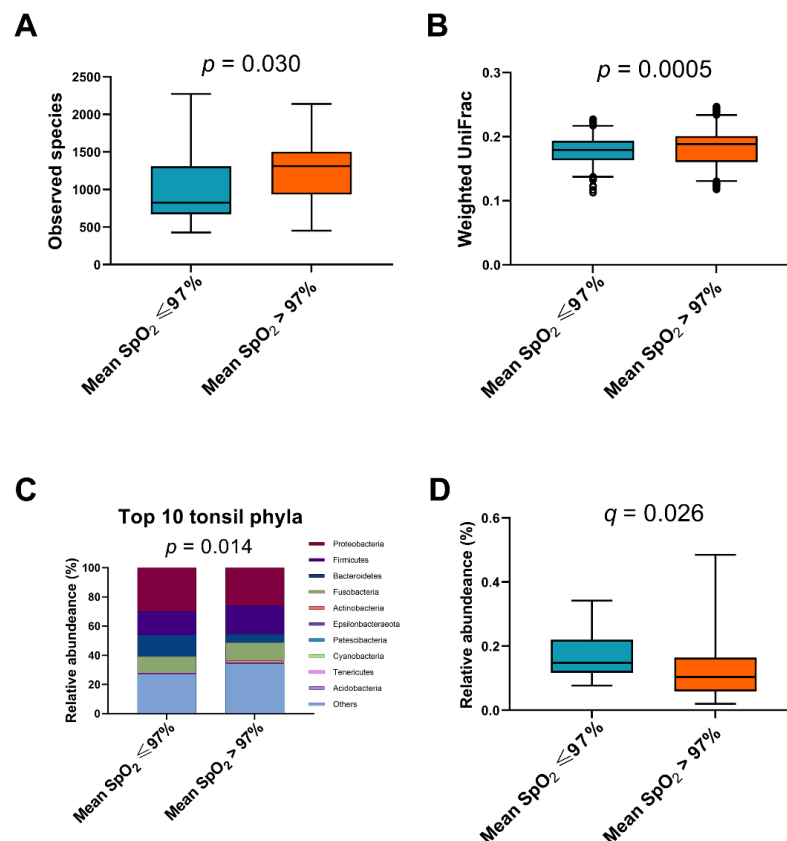 A
p = 0.030
Observed species
2500
2000
1500
1000
500
0
Mean SpO2 ≦97%
Mean SpO2 > 97%
B
p = 0.0005
Weighted UniFrac
0.3
0.2
0.1
0.0
Mean SpO2 ≦97%
Mean SpO2 > 97%
C
Top 10 tonsil phyla
p = 0.014
Relative abundeance (%)
100
80
60
40
20
0
Mean SpO2 ≦97%
Mean SpO2 > 97%
Proteobacteria
Firmicutes
Bacteroidetes
Fusobacteria
Actinobacteria
Epsilonbacteraeota
Patescibacteria
Cyanobacteria
Tenericutes
Acidobacteria
Others
D
q = 0.026
Relative abundeance (%)
0.6
0.4
0.2
0.0
Mean SpO2 ≦97%
Mean SpO2 > 97%